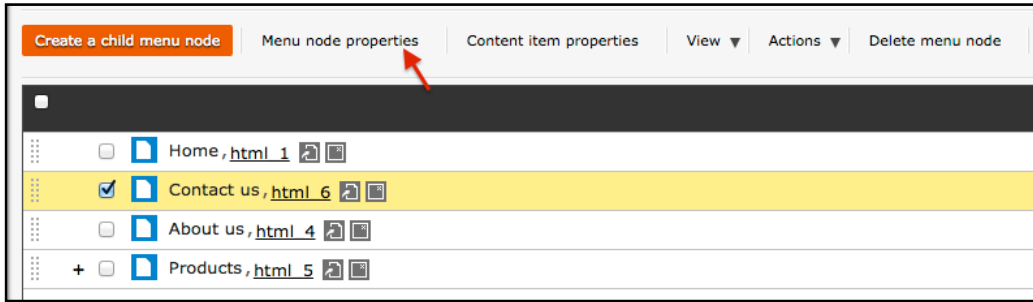 Create a child menu node Menu node properties Content item properties View Actions Delete menu node
Home, html_1
Contact us, html_6
About us, html_4
Products, html_5